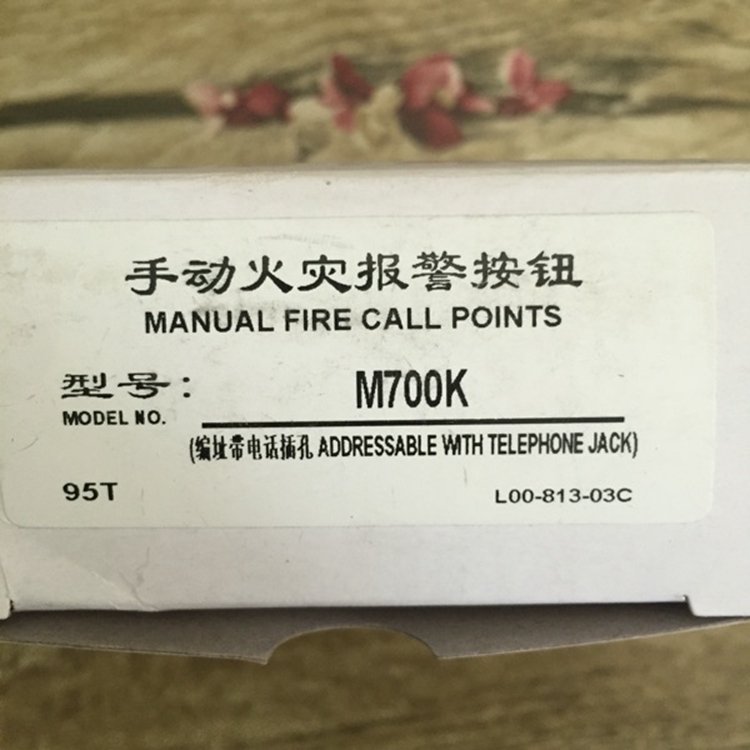 手动火灾报警按钮
MANUAL FIRE CALL POINTS
型号： M700K
MODEL NO.
(编址带电话插孔 ADDRESSABLE WITH TELEPHONE JACK)
95T L00-813-03C